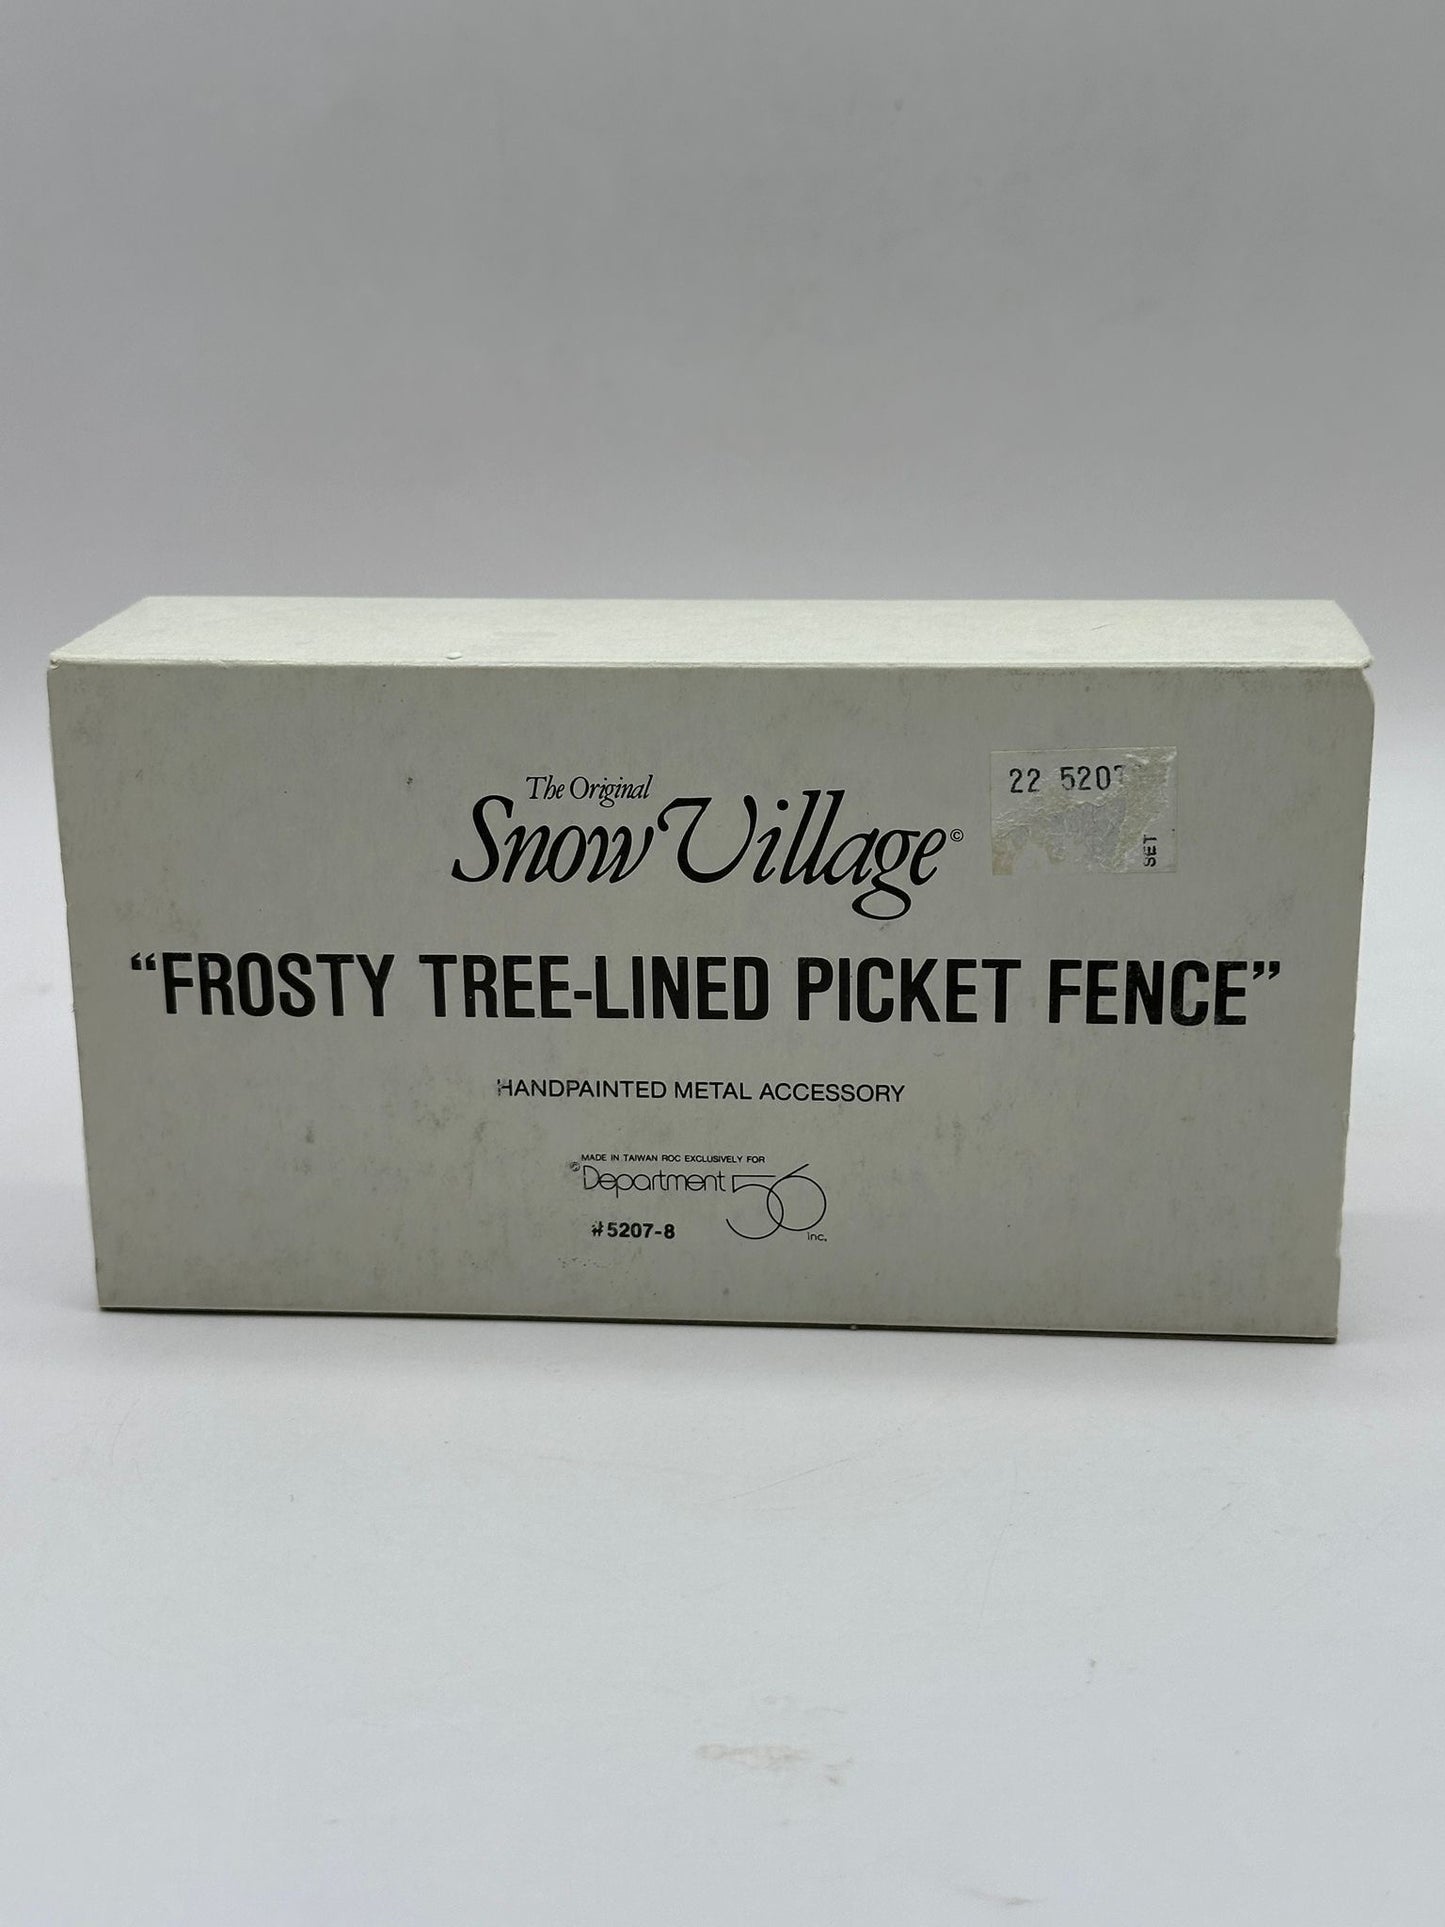 The Original
Snow Village©
22 5207
SET
“FROSTY TREE-LINED PICKET FENCE”
HANDPAINTED METAL ACCESSORY
MADE IN TAIWAN ROC EXCLUSIVELY FOR
© Department 56
inc.
#5207-8